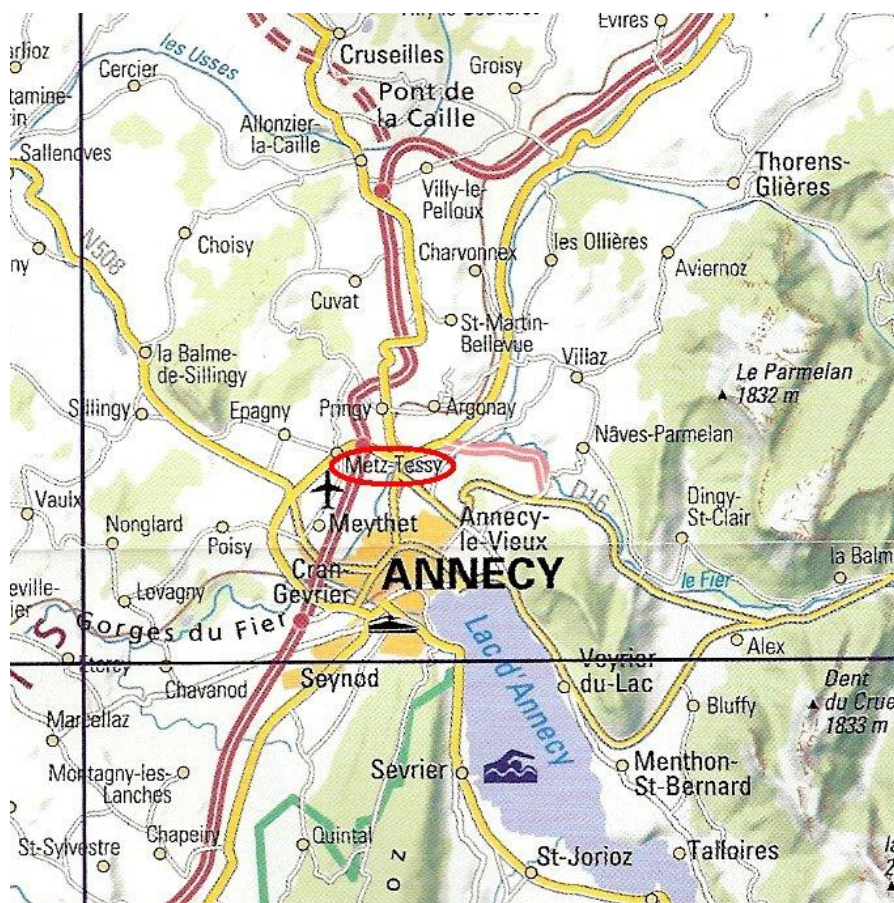 Evires
Cruseilles
les Usses
Cercier
Groisy
Pont de
la Caille
Allonzier-
la-Caille
Sallenoves
Villy-le-
Pelloux
Thorens-
Glières
N508
Choisy
Charvonnex
les Ollières
Aviernoz
Cuvat
St-Martin-
Bellevue
la Balme-
de-Sillingy
Villaz
Le Parmelan
1832 m
Sillingy
Epagny
Pringy
Argonay
Nâves-Parmelan
Metz-Tessy
D16
Vaulx
Nonglard
Poisy
Meythet
Annecy-
le-Vieux
Dingy-
St-Clair
Cran
Gevrier
ANNECY
le Fier
la Balm
Lovagny
Gorges du Fier
Lac d'Annecy
Alex
Chavanod
Seynod
Veyrier
du-Lac
Bluffy
Dent
du Crue
1833 m
Marcellaz
Montagny-les-
Lanches
Sévrier
Menthon-
St-Bernard
St-Sylvestre
Chapeiry
Quintal
St-Jorioz
Talloires